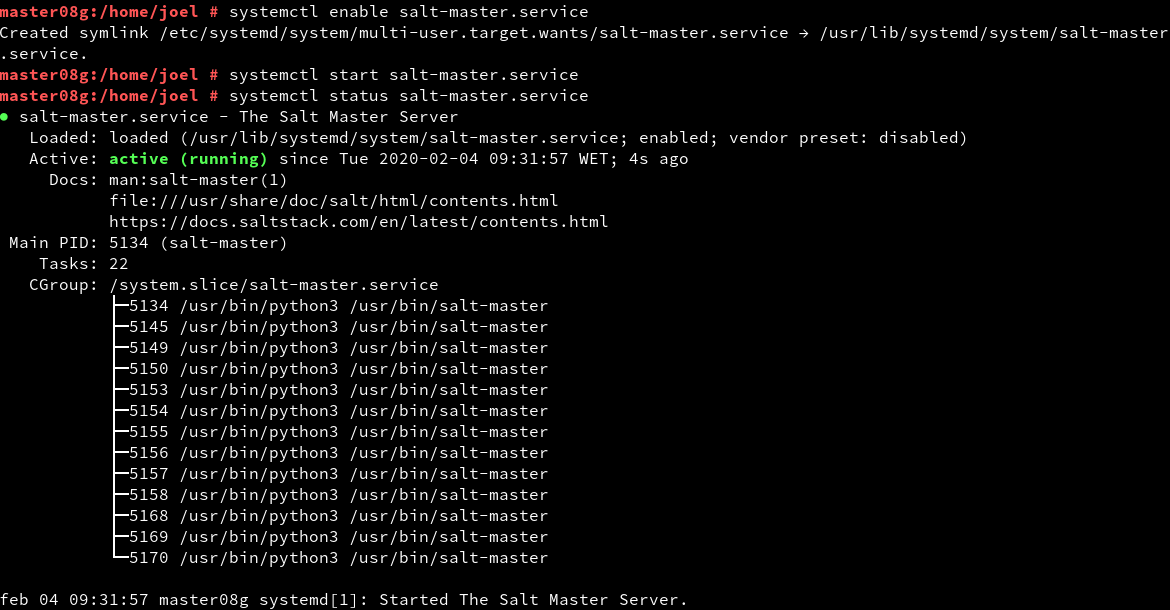 master08g:/home/joel # systemctl enable salt-master.service
Created symlink /etc/systemd/system/multi-user.target.wants/salt-master.service → /usr/lib/systemd/system/salt-master
.service.
master08g:/home/joel # systemctl start salt-master.service
master08g:/home/joel # systemctl status salt-master.service
● salt-master.service - The Salt Master Server
   Loaded: loaded (/usr/lib/systemd/system/salt-master.service; enabled; vendor preset: disabled)
   Active: active (running) since Tue 2020-02-04 09:31:57 WET; 4s ago
     Docs: man:salt-master(1)
           file:///usr/share/doc/salt/html/contents.html
           https://docs.saltstack.com/en/latest/contents.html
 Main PID: 5134 (salt-master)
    Tasks: 22
   CGroup: /system.slice/salt-master.service
           ├─5134 /usr/bin/python3 /usr/bin/salt-master
           ├─5145 /usr/bin/python3 /usr/bin/salt-master
           ├─5149 /usr/bin/python3 /usr/bin/salt-master
           ├─5150 /usr/bin/python3 /usr/bin/salt-master
           ├─5153 /usr/bin/python3 /usr/bin/salt-master
           ├─5154 /usr/bin/python3 /usr/bin/salt-master
           ├─5155 /usr/bin/python3 /usr/bin/salt-master
           ├─5156 /usr/bin/python3 /usr/bin/salt-master
           ├─5157 /usr/bin/python3 /usr/bin/salt-master
           ├─5158 /usr/bin/python3 /usr/bin/salt-master
           ├─5168 /usr/bin/python3 /usr/bin/salt-master
           ├─5169 /usr/bin/python3 /usr/bin/salt-master
           └─5170 /usr/bin/python3 /usr/bin/salt-master

feb 04 09:31:57 master08g systemd[1]: Started The Salt Master Server.